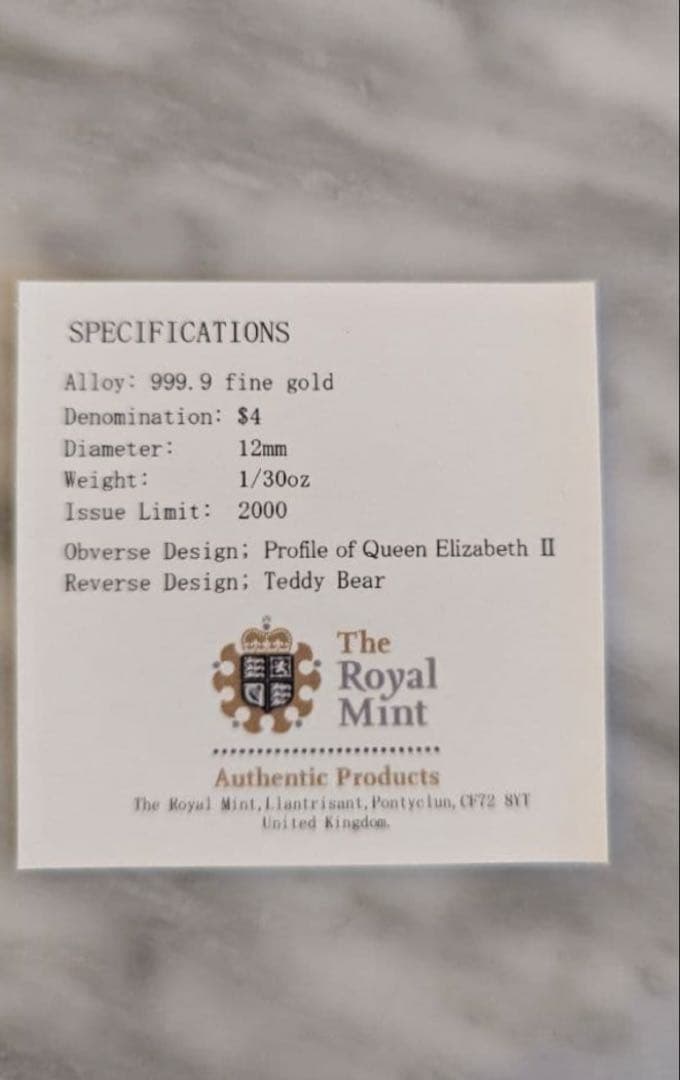 SPECIFICATIONS
Alloy: 999.9 fine gold
Denomination: $4
Diameter: 12mm
Weight: 1/30oz
Issue Limit: 2000
Obverse Design; Profile of Queen Elizabeth Ⅱ
Reverse Design; Teddy Bear
The
Royal
Mint
Authentic Products
The Royal Mint,Llantrisant,Pontyclun,CF72 8YT
United Kingdom.